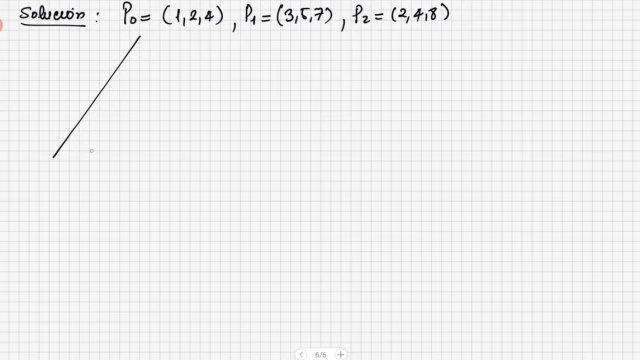 Solución : P₀ = (1,2,4) , P₁ = (3,5,7) , P₂ = (2,4,8)
6/6